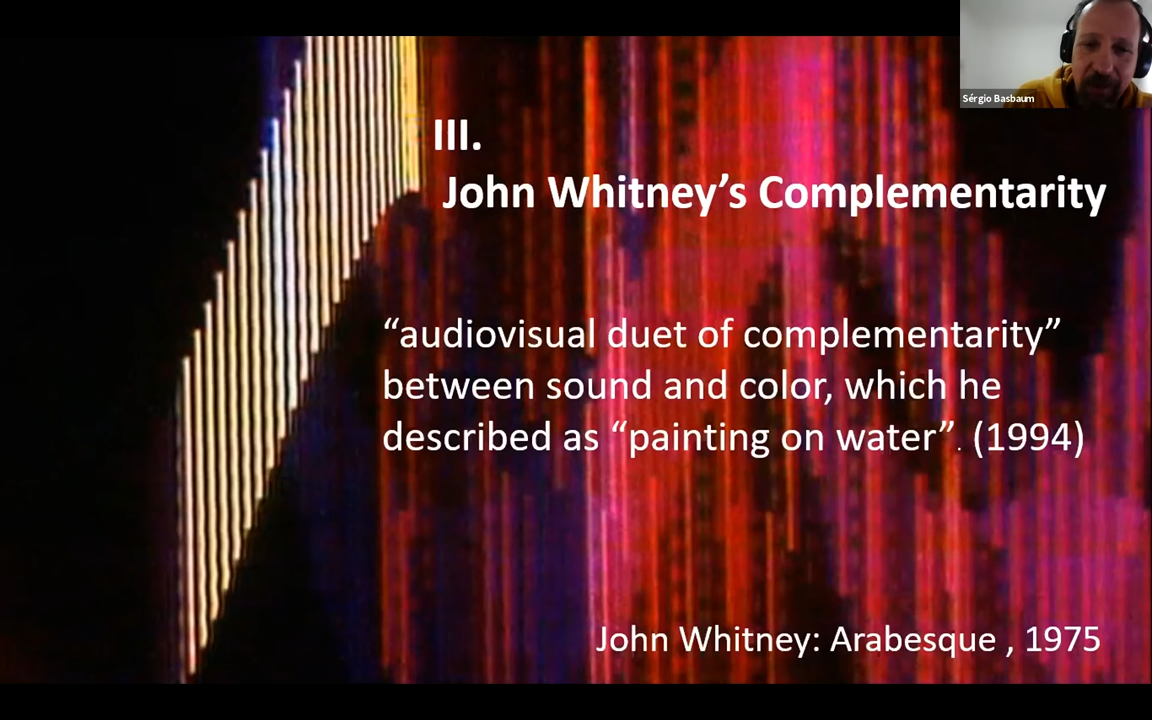 Sérgio Basbaum
III.
John Whitney’s Complementarity
“audiovisual duet of complementarity”
between sound and color, which he
described as “painting on water”. (1994)
John Whitney: Arabesque , 1975